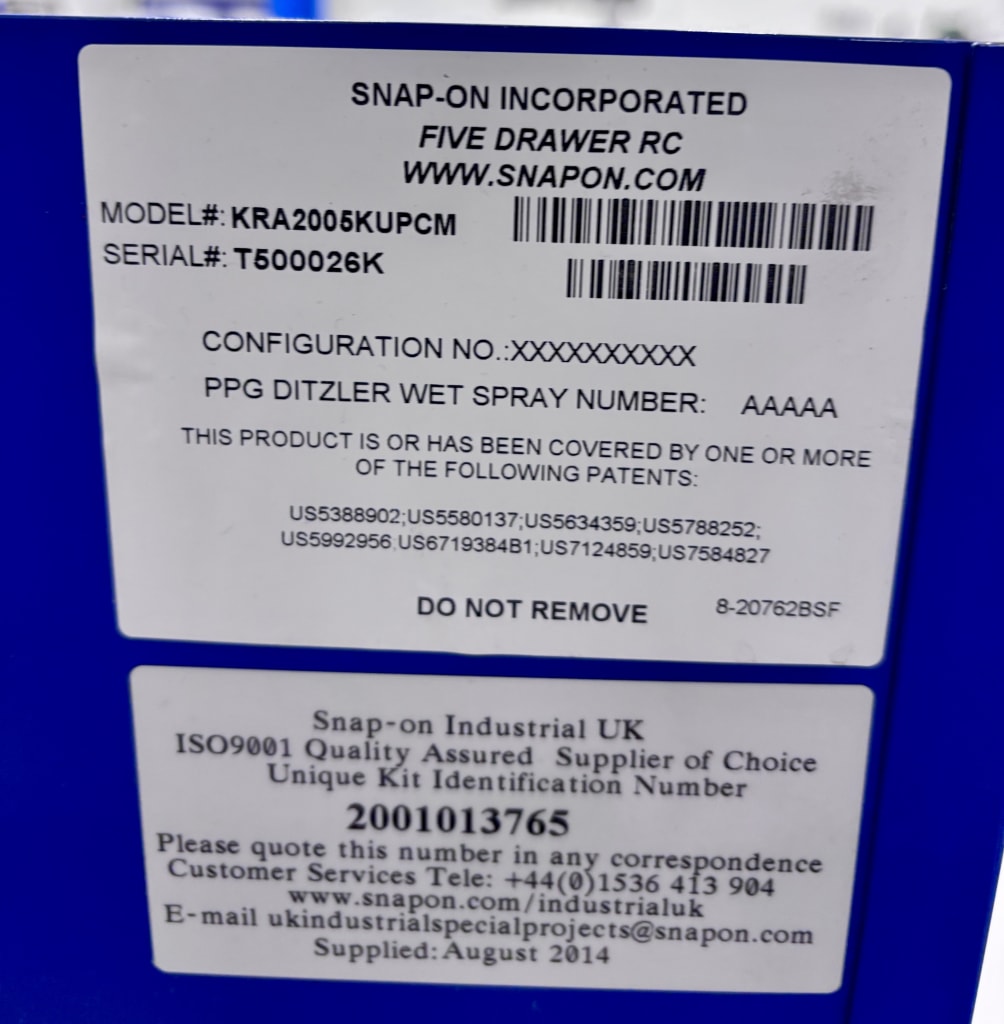 SNAP-ON INCORPORATED
FIVE DRAWER RC
WWW.SNAPON.COM
MODEL#: KRA2005KUPCM
SERIAL#: T500026K
CONFIGURATION NO.:XXXXXXXXXX
PPG DITZLER WET SPRAY NUMBER: AAAAA
THIS PRODUCT IS OR HAS BEEN COVERED BY ONE OR MORE
OF THE FOLLOWING PATENTS:
US5388902;US5580137;US5634359;US5788252;
US5992956;US6719384B1;US7124859;US7584827
DO NOT REMOVE 8-20762BSF
Snap-on Industrial UK
ISO9001 Quality Assured Supplier of Choice
Unique Kit Identification Number
2001013765
Please quote this number in any correspondence
Customer Services Tele: +44(0)1536 413 904
www.snapon.com/industrialuk
E-mail ukindustrialspecialprojects@snapon.com
Supplied: August 2014